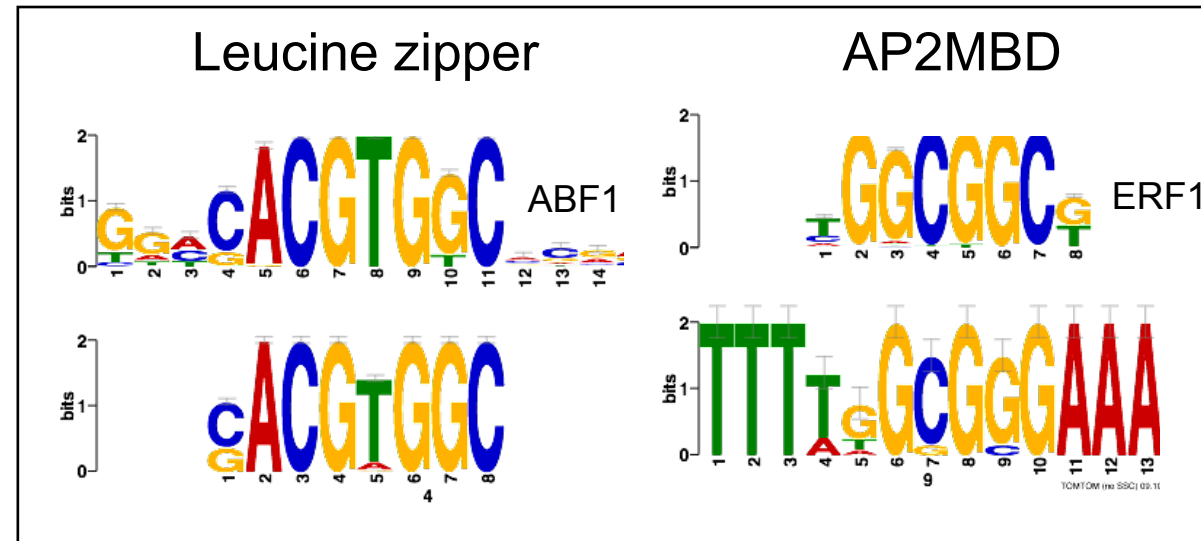 Leucine zipper
AP2MBD
2
1
0
bits
G G A C A C G T G G C
ABF1
1 2 3 4 5 6 7 8 9 10 11 12 13 14
2
1
0
bits
G G C G G C G
ERF1
1 2 3 4 5 6 7 8
2
1
0
bits
C A C G T G G C
G A
1 2 3 4 5 6 7 8
4
2
1
0
bits
T T T T G G C G G G A A A
A T G C
1 2 3 4 5 6 7 8 9 10 11 12 13
9
TOMTOM (no SSC)